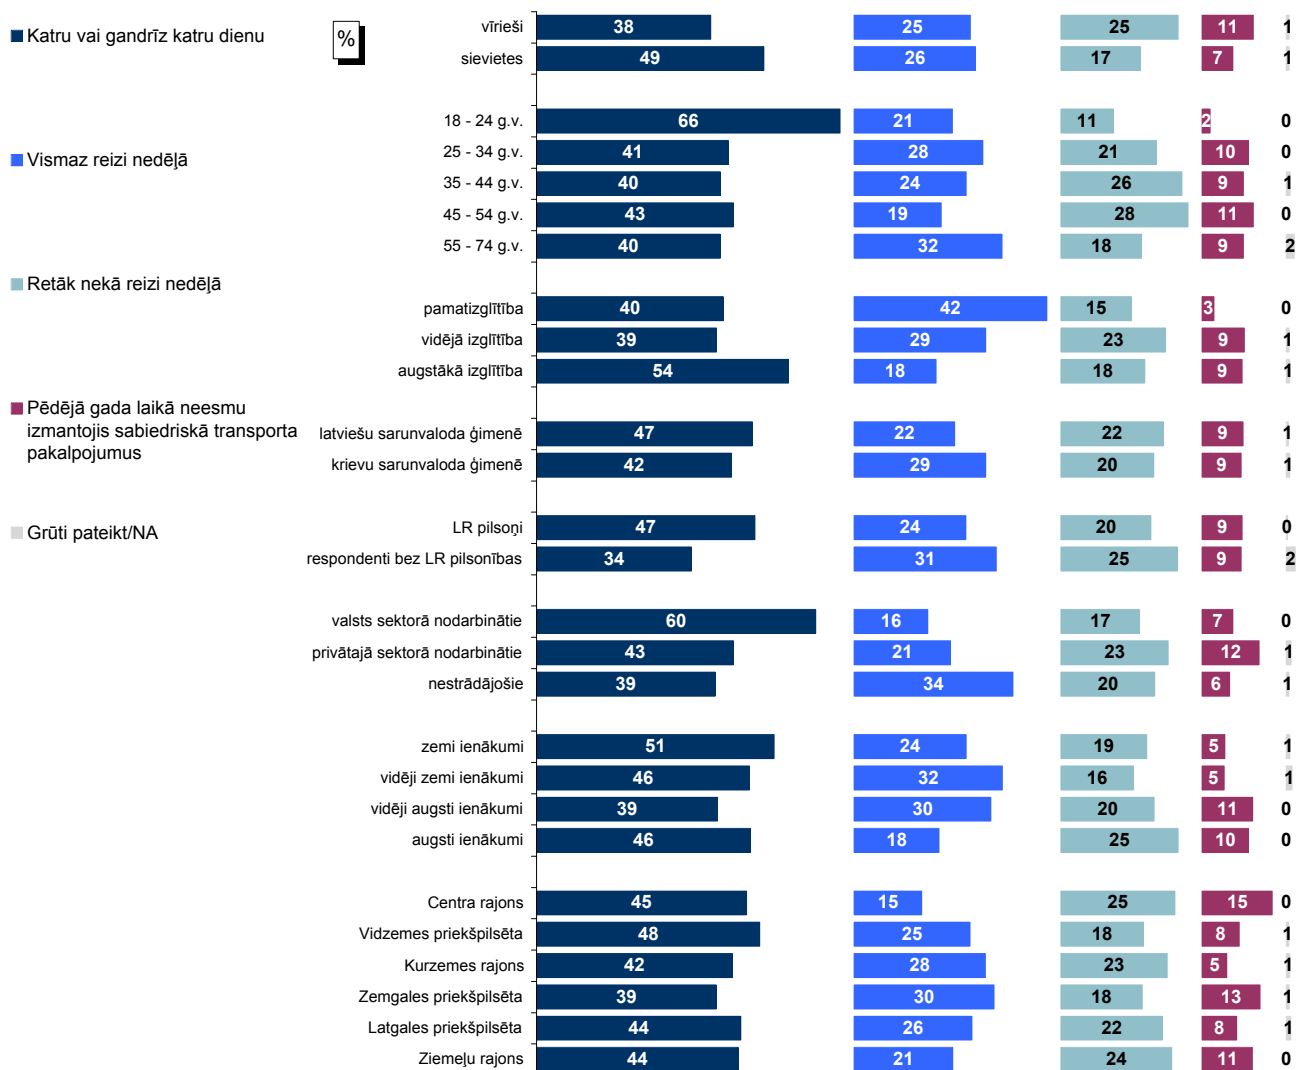 Katru vai gandrīz katru dienu
%
vīrieši 38 25 25 11 1
sievietes 49 26 17 7 1
18 - 24 g.v. 66 21 11 2 0
Vismaz reizi nedēļā
25 - 34 g.v. 41 28 21 10 0
35 - 44 g.v. 40 24 26 9 1
45 - 54 g.v. 43 19 28 11 0
55 - 74 g.v. 40 32 18 9 2
Retāk nekā reizi nedēļā
pamatizglītība 40 42 15 3 0
vidējā izglītība 39 29 23 9 1
augstākā izglītība 54 18 18 9 1
Pēdējā gada laikā neesmu
izmantojis sabiedriskā transporta
pakalpojumus
latviešu sarunvaloda ģimenē 47 22 22 9 1
krievu sarunvaloda ģimenē 42 29 20 9 1
Grūti pateikt/NA
LR pilsoņi 47 24 20 9 0
respondenti bez LR pilsonības 34 31 25 9 2
valsts sektorā nodarbinātie 60 16 17 7 0
privātajā sektorā nodarbinātie 43 21 23 12 1
nestrādājošie 39 34 20 6 1
zemi ienākumi 51 24 19 5 1
vidēji zemi ienākumi 46 32 16 5 1
vidēji augsti ienākumi 39 30 20 11 0
augsti ienākumi 46 18 25 10 0
Centra rajons 45 15 25 15 0
Vidzemes priekšpilsēta 48 25 18 8 1
Kurzemes rajons 42 28 23 5 1
Zemgales priekšpilsēta 39 30 18 13 1
Latgales priekšpilsēta 44 26 22 8 1
Ziemeļu rajons 44 21 24 11 0